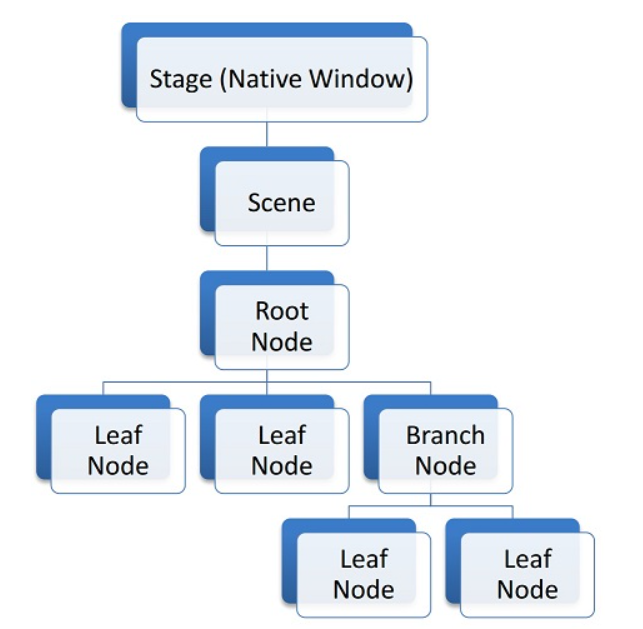 Stage (Native Window)
Scene
Root
Node
Leaf
Node
Leaf
Node
Branch
Node
Leaf
Node
Leaf
Node